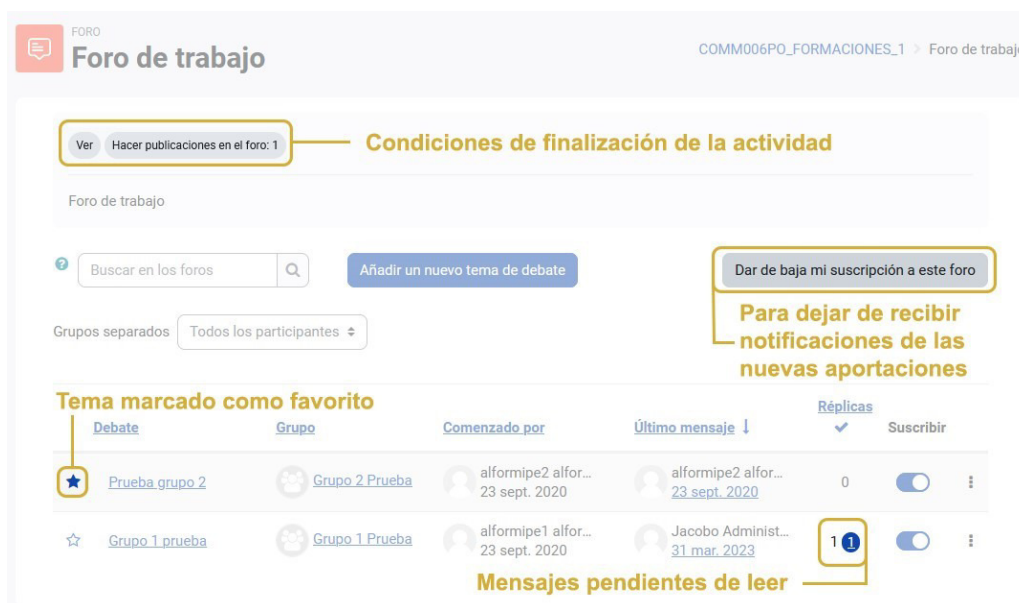 FORO
Foro de trabajo
COMM006PO_FORMACIONES_1 > Foro de trabajo
Ver Hacer publicaciones en el foro: 1
Condiciones de finalización de la actividad
Foro de trabajo
Buscar en los foros
Añadir un nuevo tema de debate
Dar de baja mi suscripción a este foro
Para dejar de recibir
notificaciones de las
nuevas aportaciones
Grupos separados Todos los participantes
Tema marcado como favorito
Debate Grupo Comenzado por Último mensaje ↓ Réplicas Suscribir
Prueba grupo 2 Grupo 2 Prueba alformipe2 alfor... alformipe2 alfor... 0
23 sept. 2020 23 sept. 2020
Grupo 1 prueba Grupo 1 Prueba alformipe1 alfor... Jacobo Administ... 1 1
23 sept. 2020 31 mar. 2023
Mensajes pendientes de leer